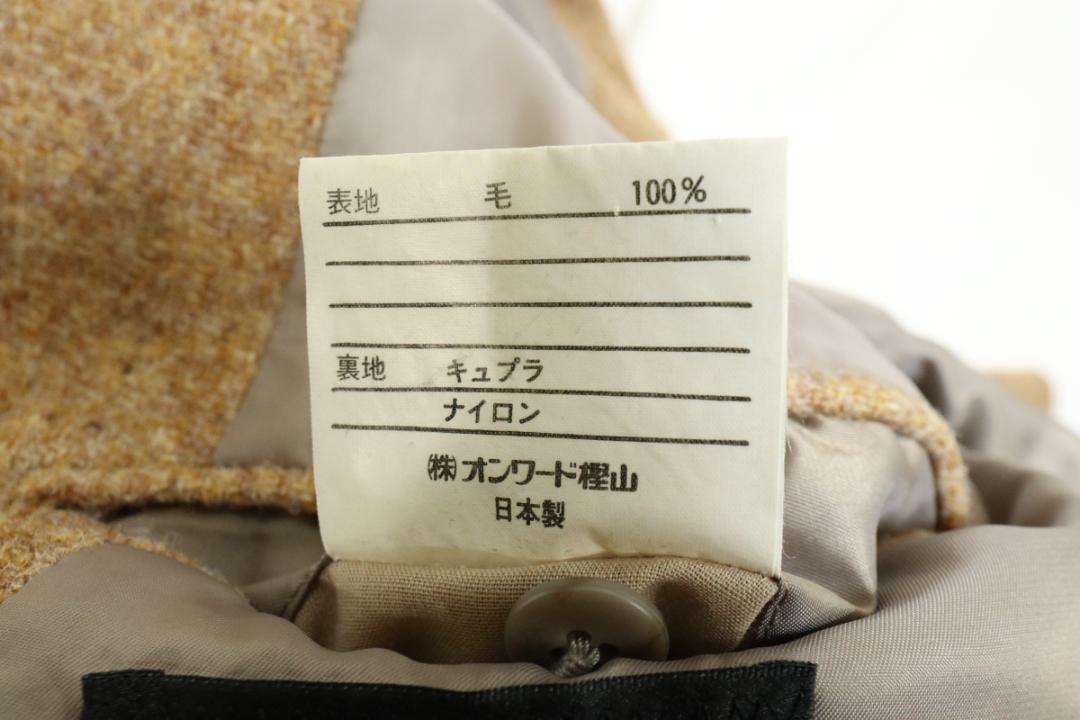 表地 毛 100%
裏地 キュプラ
ナイロン
㈱オンワード樫山
日本製